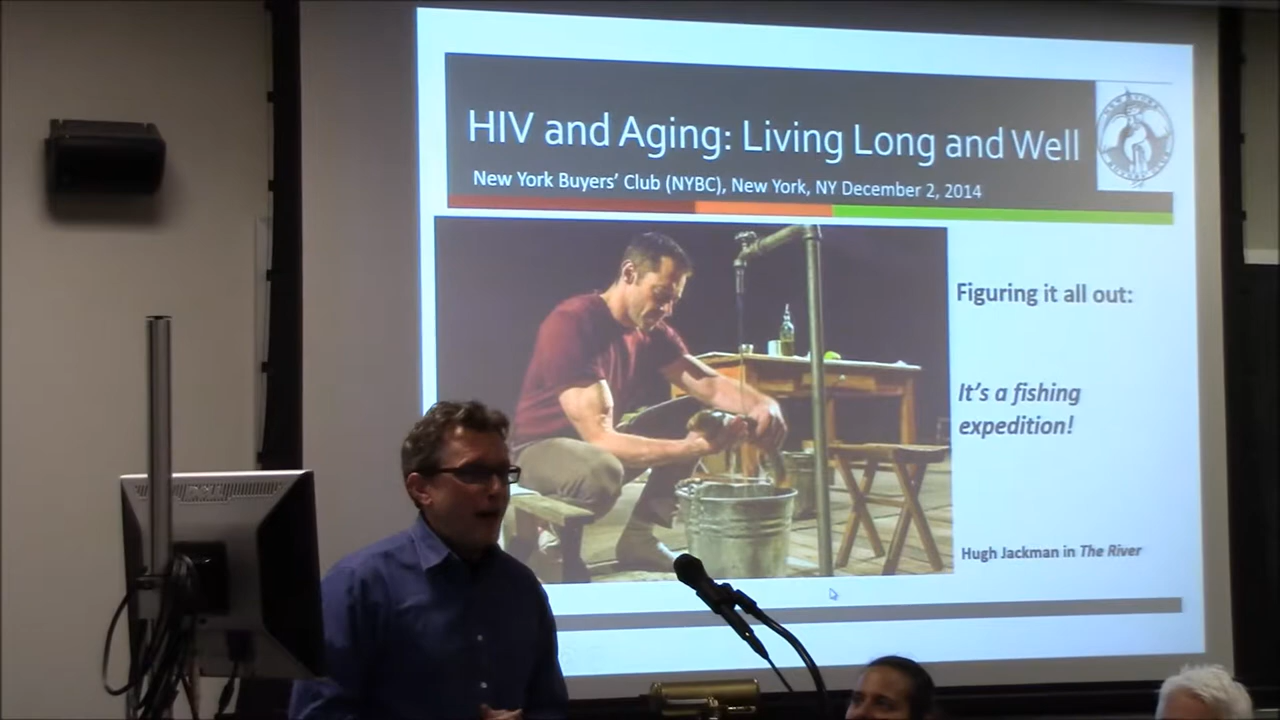 HIV and Aging: Living Long and Well
New York Buyers' Club (NYBC), New York, NY December 2, 2014
Figuring it all out:
It's a fishing
expedition!
Hugh Jackman in The River